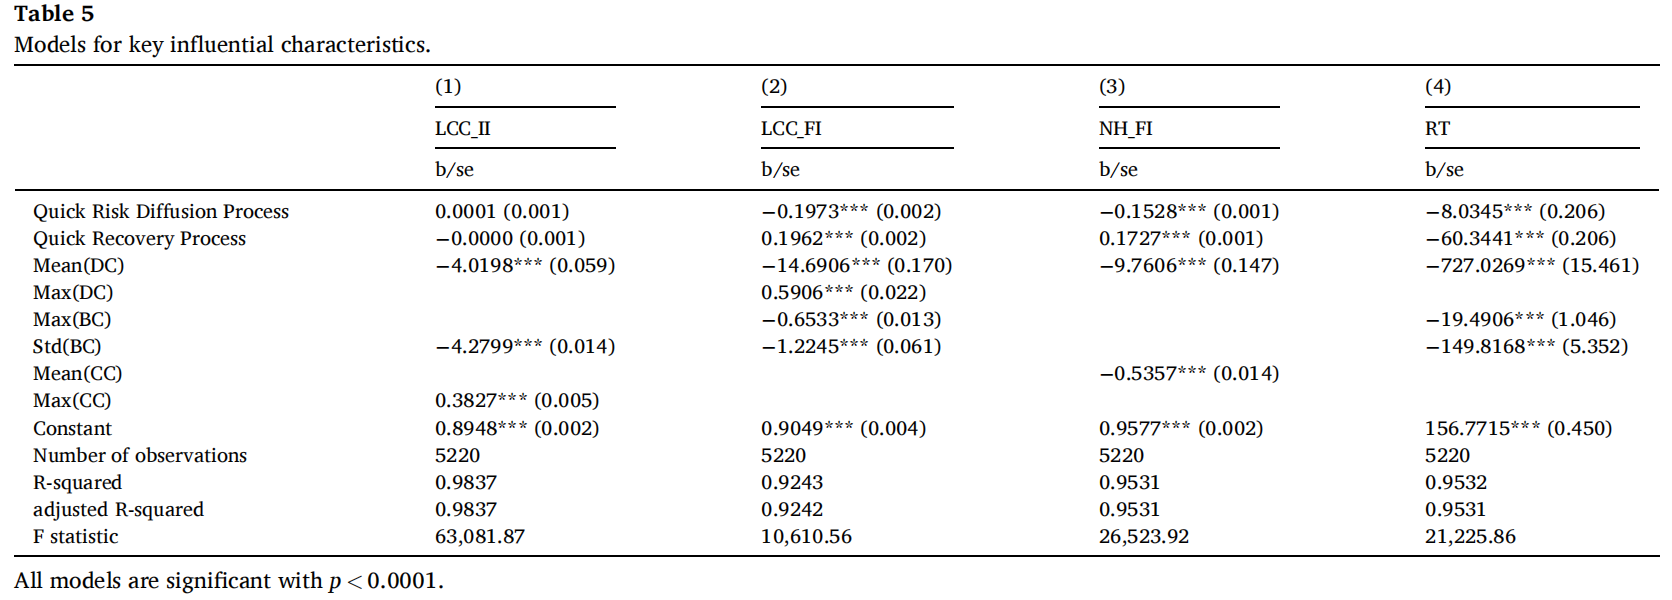 Table 5
Models for key influential characteristics.
(1) (2) (3) (4)
LCC_II LCC_FI NH_FI RT
b/se b/se b/se b/se
Quick Risk Diffusion Process 0.0001 (0.001) −0.1973*** (0.002) −0.1528*** (0.001) −8.0345*** (0.206)
Quick Recovery Process −0.0000 (0.001) 0.1962*** (0.002) 0.1727*** (0.001) −60.3441*** (0.206)
Mean(DC) −4.0198*** (0.059) −14.6906*** (0.170) −9.7606*** (0.147) −727.0269*** (15.461)
Max(DC) 0.5906*** (0.022)
Max(BC) −0.6533*** (0.013) −19.4906*** (1.046)
Std(BC) −4.2799*** (0.014) −1.2245*** (0.061) −149.8168*** (5.352)
Mean(CC) −0.5357*** (0.014)
Max(CC) 0.3827*** (0.005)
Constant 0.8948*** (0.002) 0.9049*** (0.004) 0.9577*** (0.002) 156.7715*** (0.450)
Number of observations 5220 5220 5220 5220
R-squared 0.9837 0.9243 0.9531 0.9532
adjusted R-squared 0.9837 0.9242 0.9531 0.9531
F statistic 63,081.87 10,610.56 26,523.92 21,225.86
All models are significant with p < 0.0001.